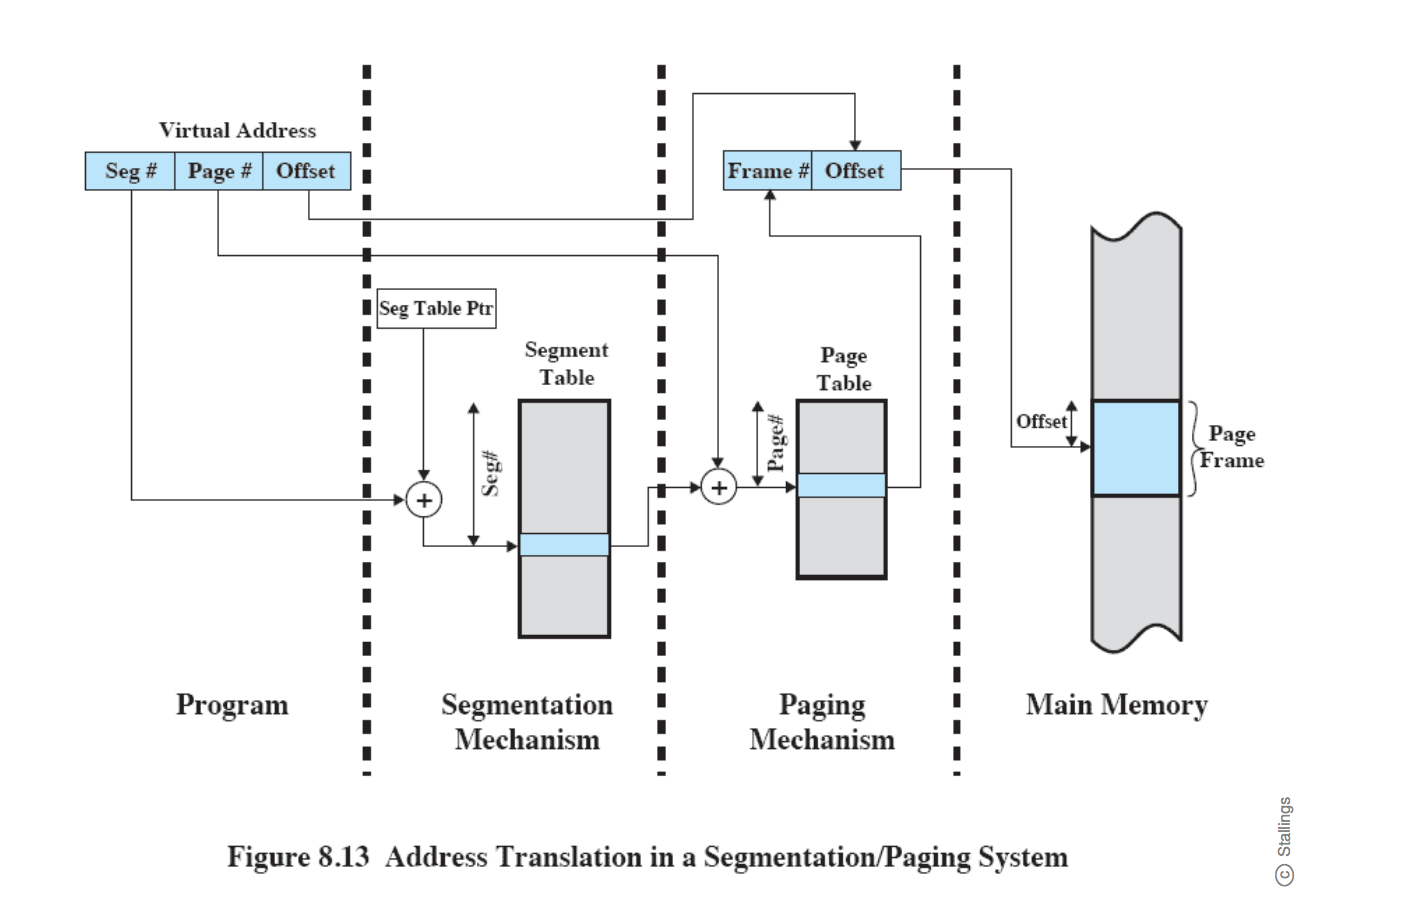 Virtual Address
Seg # Page # Offset
Frame # Offset
Seg Table Ptr
Segment
Table
Page
Table
Seg#
Page#
+
+
Offset
Page
Frame
Program
Segmentation
Mechanism
Paging
Mechanism
Main Memory
Figure 8.13 Address Translation in a Segmentation/Paging System
© Stallings